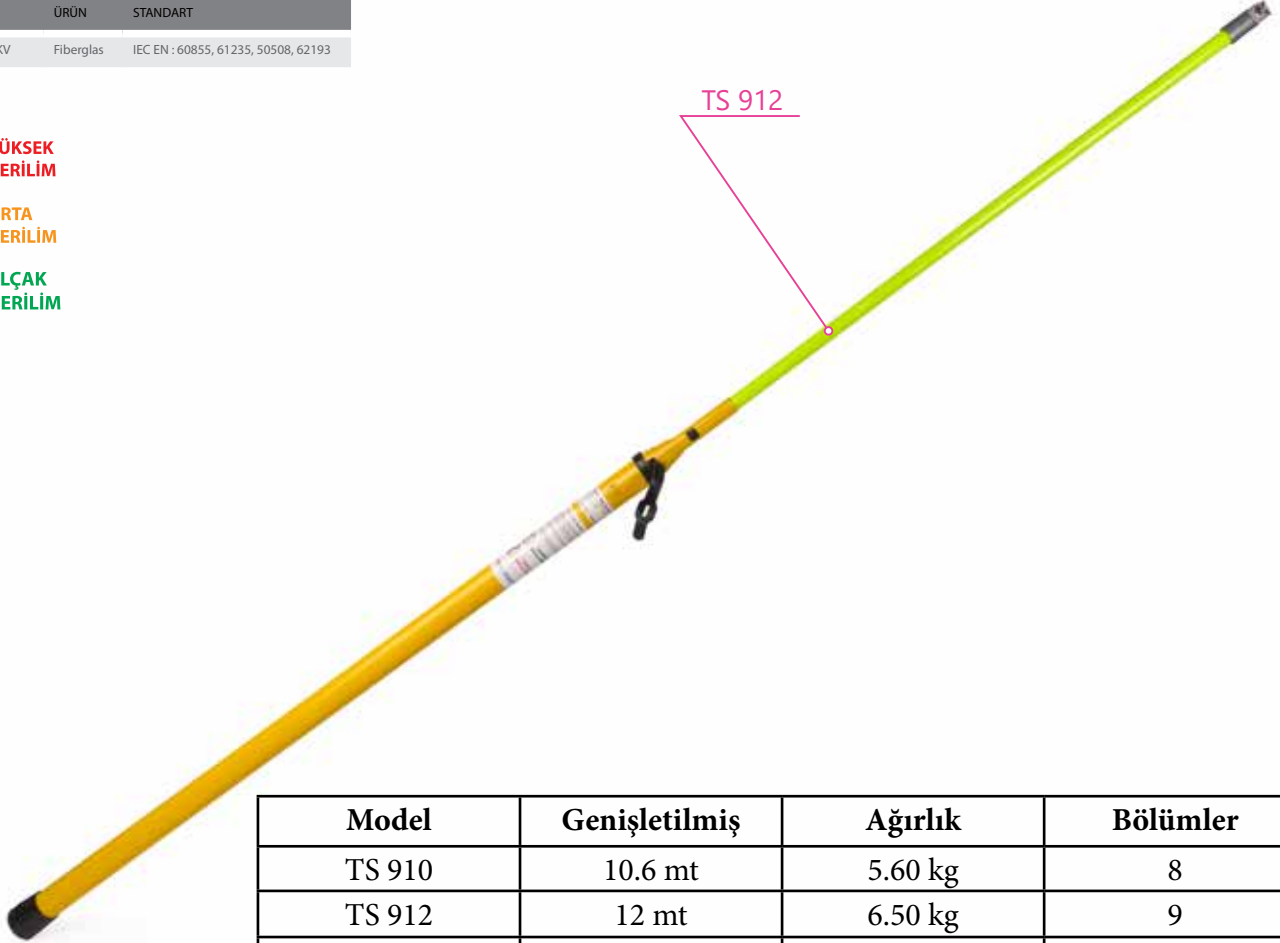 ÜRÜN STANDART
KV Fiberglas IEC EN : 60855, 61235, 50508, 62193
TS 912
ÜKSEK
ERİLİM
RTA
ERİLİM
LÇAK
ERİLİM
Model Genişletilmiş Ağırlık Bölümler
TS 910 10.6 mt 5.60 kg 8
TS 912 12 mt 6.50 kg 9